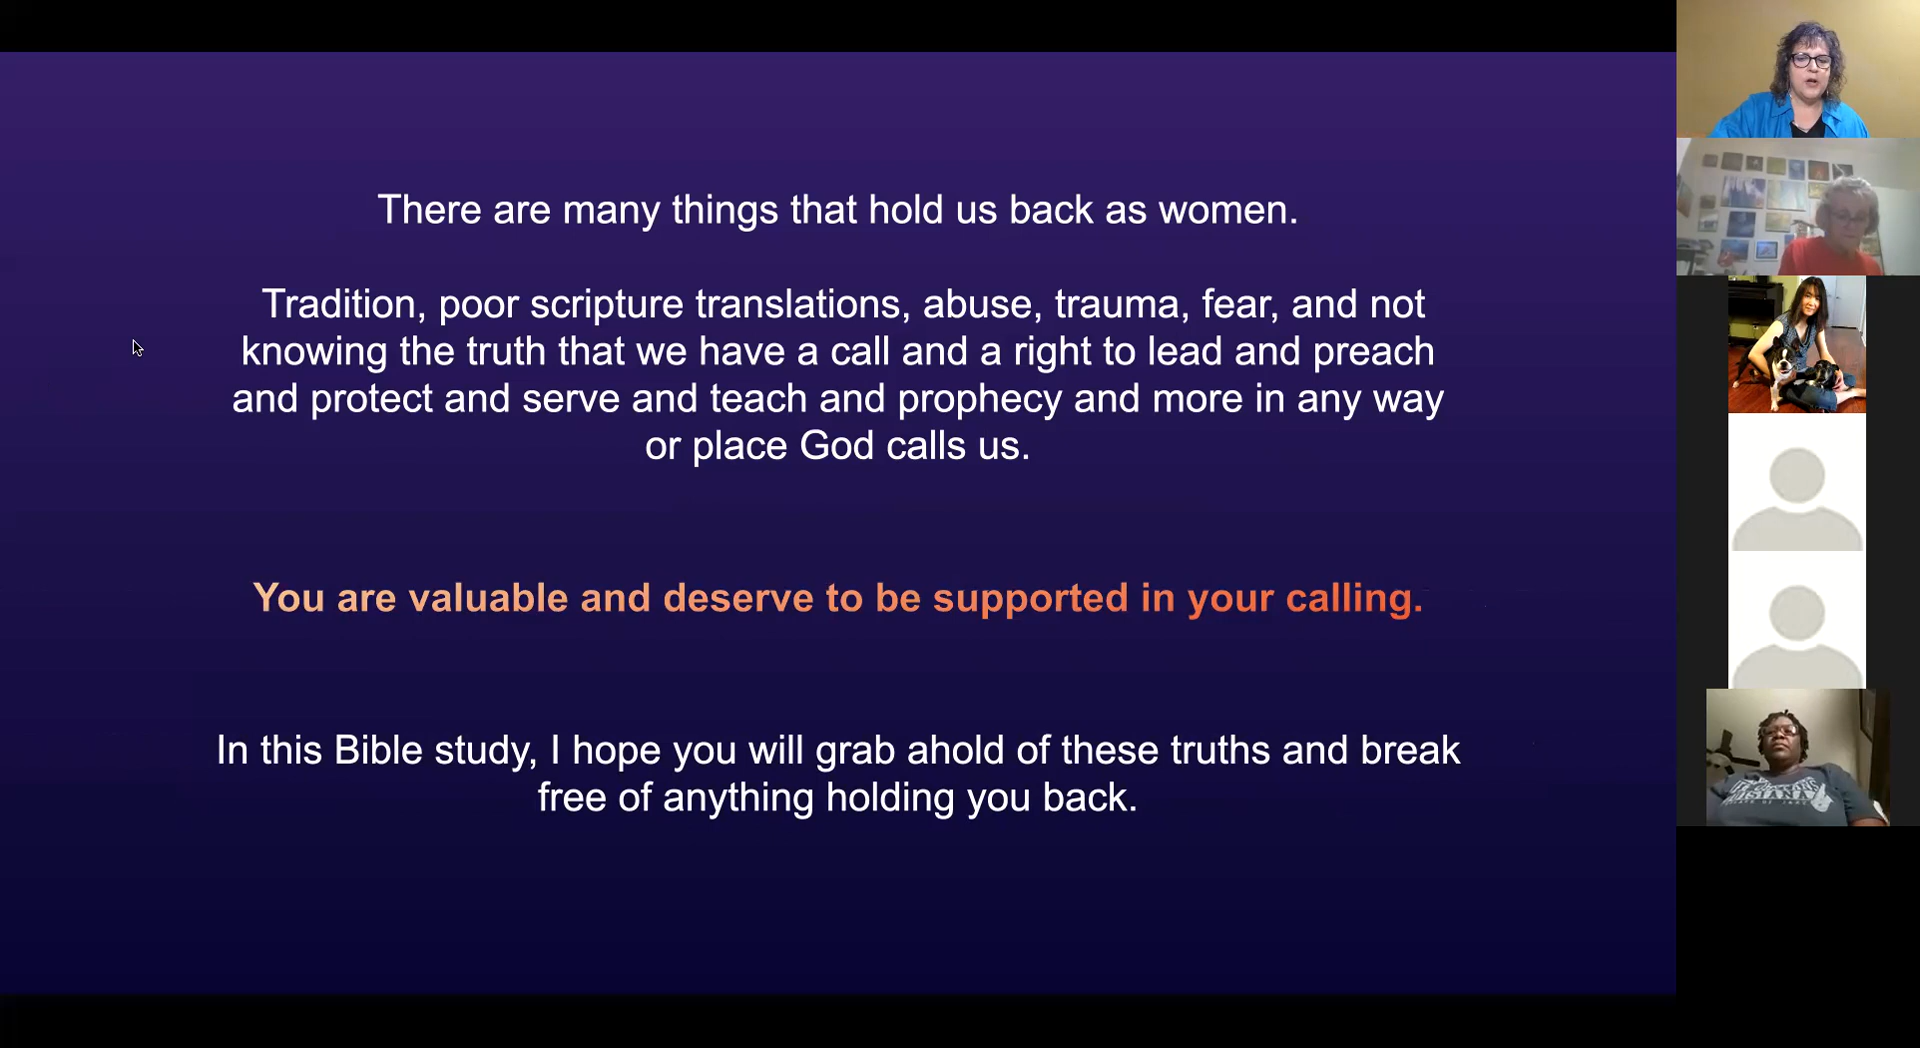 There are many things that hold us back as women.
Tradition, poor scripture translations, abuse, trauma, fear, and not
knowing the truth that we have a call and a right to lead and preach
and protect and serve and teach and prophecy and more in any way
or place God calls us.
You are valuable and deserve to be supported in your calling.
In this Bible study, I hope you will grab ahold of these truths and break
free of anything holding you back.